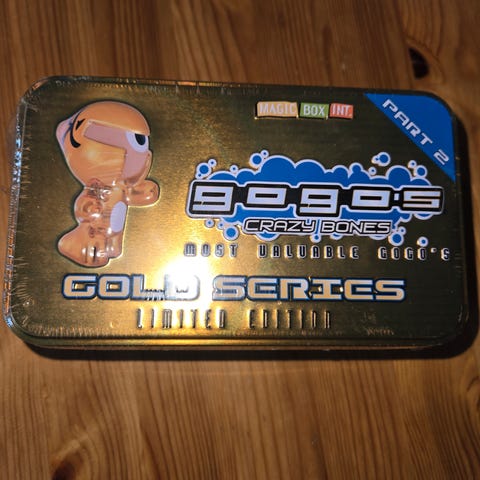 MAGIC BOX INT.
PART 2
gogo's
CRAZY BONES
MOST VALUABLE GOGO'S
GOLD SERIES
LIMITED EDITION